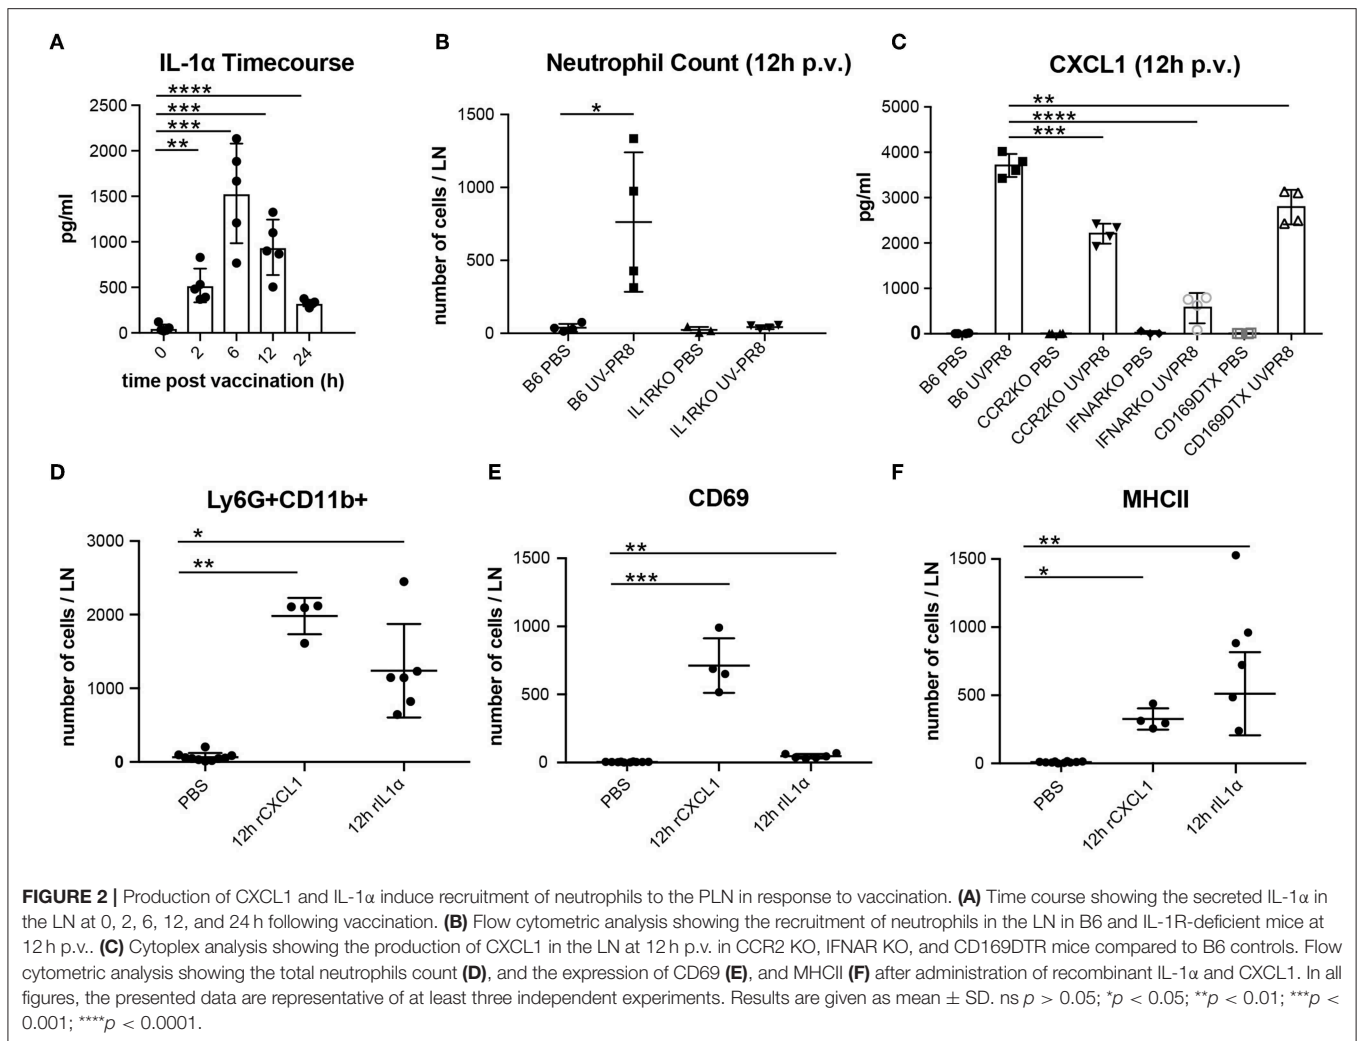 A
IL-1α Timecourse
****
***
***
**
2500
2000
1500
1000
500
0
pg/ml
0 2 6 12 24
time post vaccination (h)
B
Neutrophil Count (12h p.v.)
*
1500
1000
500
0
number of cells / LN
B6 PBS
B6 UV-PR8
IL1RKO PBS
IL1RKO UV-PR8
C
CXCL1 (12h p.v.)
**
****
***
5000
4000
3000
2000
1000
0
pg/ml
B6 PBS
B6 UVPR8
CCR2KO PBS
CCR2KO UVPR8
IFNARKO PBS
IFNARKO UVPR8
CD169DTX PBS
CD169DTX UVPR8
D
Ly6G+CD11b+
*
**
3000
2000
1000
0
number of cells / LN
PBS
12h rCXCL1
12h rIL1α
E
CD69
**
***
1500
1000
500
0
number of cells / LN
PBS
12h rCXCL1
12h rIL1α
F
MHCII
**
*
1500
1000
500
0
number of cells / LN
PBS
12h rCXCL1
12h rIL1α
FIGURE 2 | Production of CXCL1 and IL-1α induce recruitment of neutrophils to the PLN in response to vaccination. (A) Time course showing the secreted IL-1α in
the LN at 0, 2, 6, 12, and 24 h following vaccination. (B) Flow cytometric analysis showing the recruitment of neutrophils in the LN in B6 and IL-1R-deficient mice at
12 h p.v.. (C) Cytoplex analysis showing the production of CXCL1 in the LN at 12 h p.v. in CCR2 KO, IFNAR KO, and CD169DTR mice compared to B6 controls. Flow
cytometric analysis showing the total neutrophils count (D), and the expression of CD69 (E), and MHCII (F) after administration of recombinant IL-1α and CXCL1. In all
figures, the presented data are representative of at least three independent experiments. Results are given as mean ± SD. ns p > 0.05; *p < 0.05; **p < 0.01; ***p <
0.001; ****p < 0.0001.